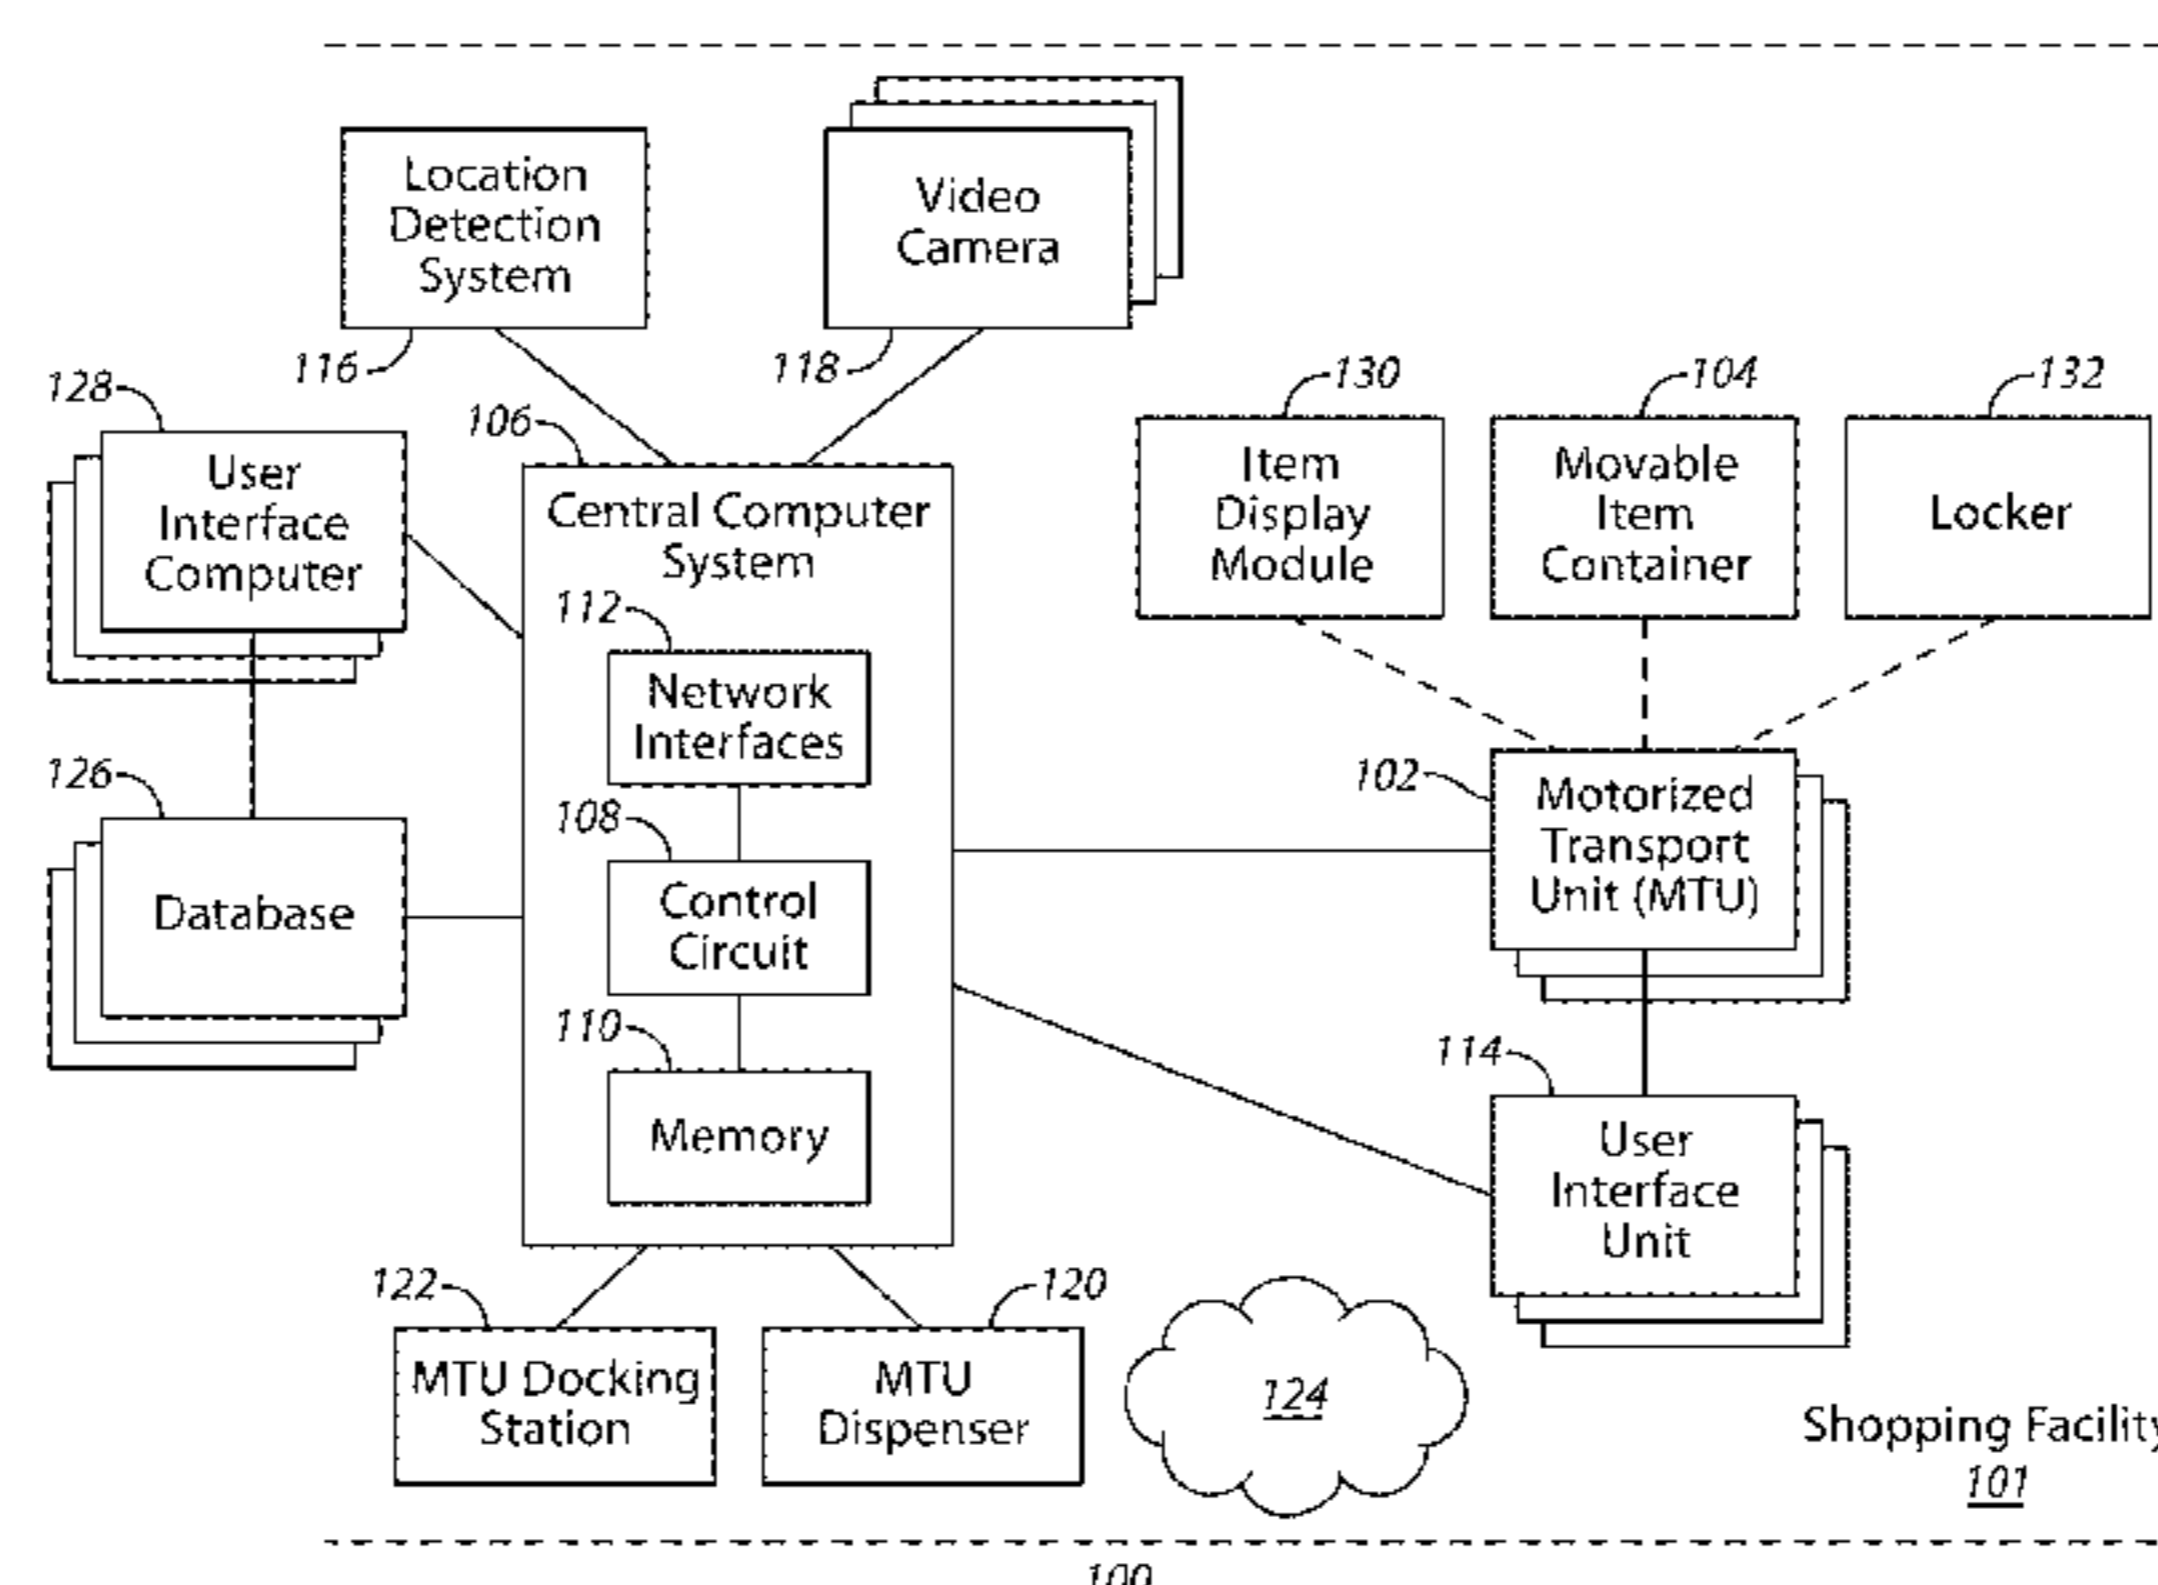 Location
Detection
System
116
Video
Camera
118
128
User
Interface
Computer
106
Central Computer
System
130
Item
Display
Module
104
Movable
Item
Container
132
Locker
112
Network
Interfaces
126
Database
108
Control
Circuit
110
Memory
102
Motorized
Transport
Unit (MTU)
114
User
Interface
Unit
122
MTU Docking
Station
120
MTU
Dispenser
124
Shopping Facility
101
100